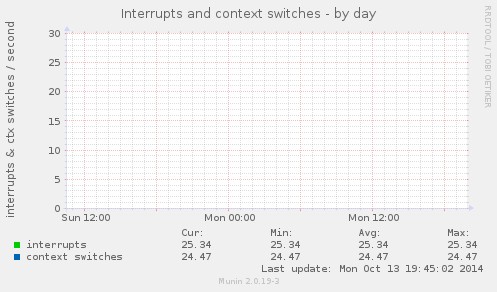 Interrupts and context switches - by day
RRDTOOL / TOBI OETIKER
interrupts & ctx switches / second
30
25
20
15
10
5
0
Sun 12:00 Mon 00:00 Mon 12:00
Cur: Min: Avg: Max:
interrupts 25.34 25.34 25.34 25.34
context switches 24.47 24.47 24.47 24.47
Last update: Mon Oct 13 19:45:02 2014
Munin 2.0.19-3